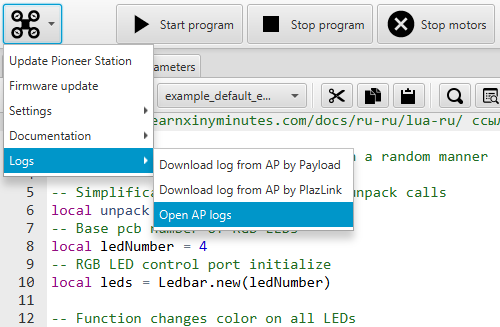 Start program
Stop program
Stop motors
Update Pioneer Station
Firmware update
Settings
Documentation
Logs
rameters
example_default_e...
earnxinyminutes.com/docs/ru-ru/lua-ru/ ссыл
Download log from AP by Payload
Download log from AP by PlazLink
Open AP logs
a random manner
5 -- Simplifica unpack calls
6 local unpack
7 -- Base pcb number of RGB LEDs
8 local ledNumber = 4
9 -- RGB LED control port initialize
10 local leds = Ledbar.new(ledNumber)
11
12 -- Function changes color on all LEDs